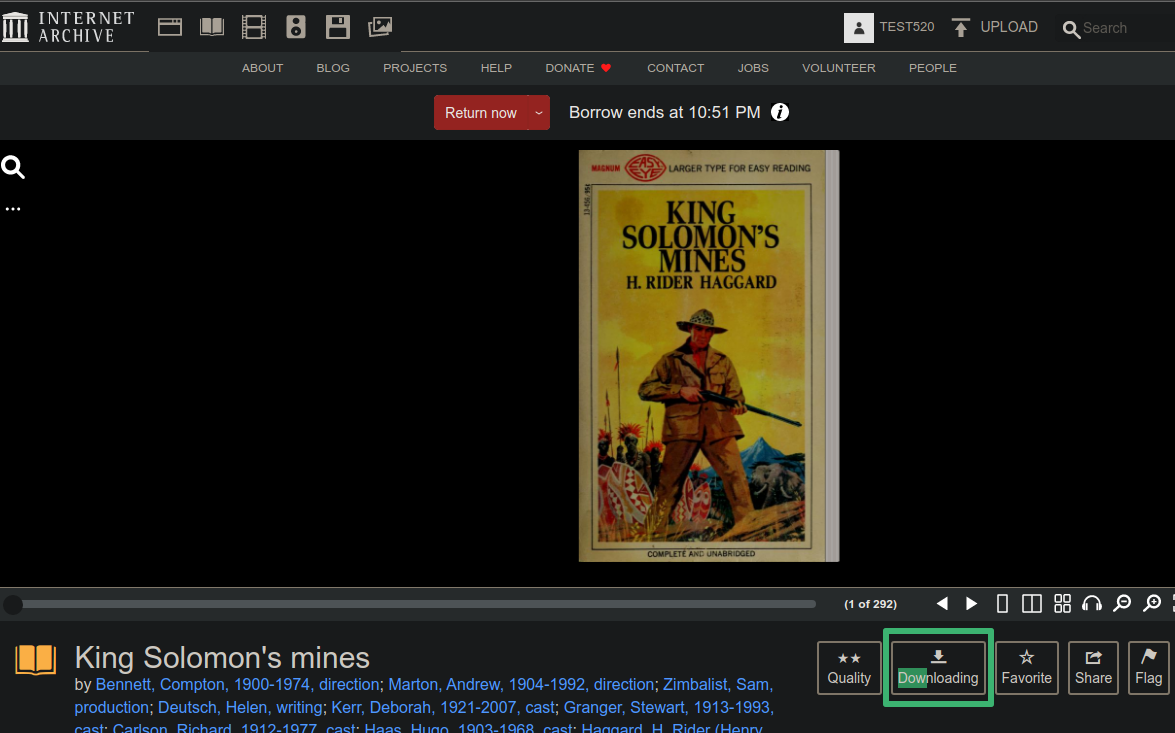 INTERNET
ARCHIVE
TEST520
UPLOAD
Search
ABOUT BLOG PROJECTS HELP DONATE CONTACT JOBS VOLUNTEER PEOPLE
Return now
Borrow ends at 10:51 PM
...
MAGNUM EASY EYE LARGER TYPE FOR EASY READING
KING
SOLOMON'S
MINES
H. RIDER HAGGARD
COMPLETE AND UNABRIDGED
(1 of 292)
King Solomon's mines
by Bennett, Compton, 1900-1974, direction; Marton, Andrew, 1904-1992, direction; Zimbalist, Sam,
production; Deutsch, Helen, writing; Kerr, Deborah, 1921-2007, cast; Granger, Stewart, 1913-1993,
cast; Carlson, Richard, 1912-1977, cast; Haas, Hugo, 1903-1968, cast; Haggard, H. Rider (Henry
Quality
Downloading
Favorite
Share
Flag